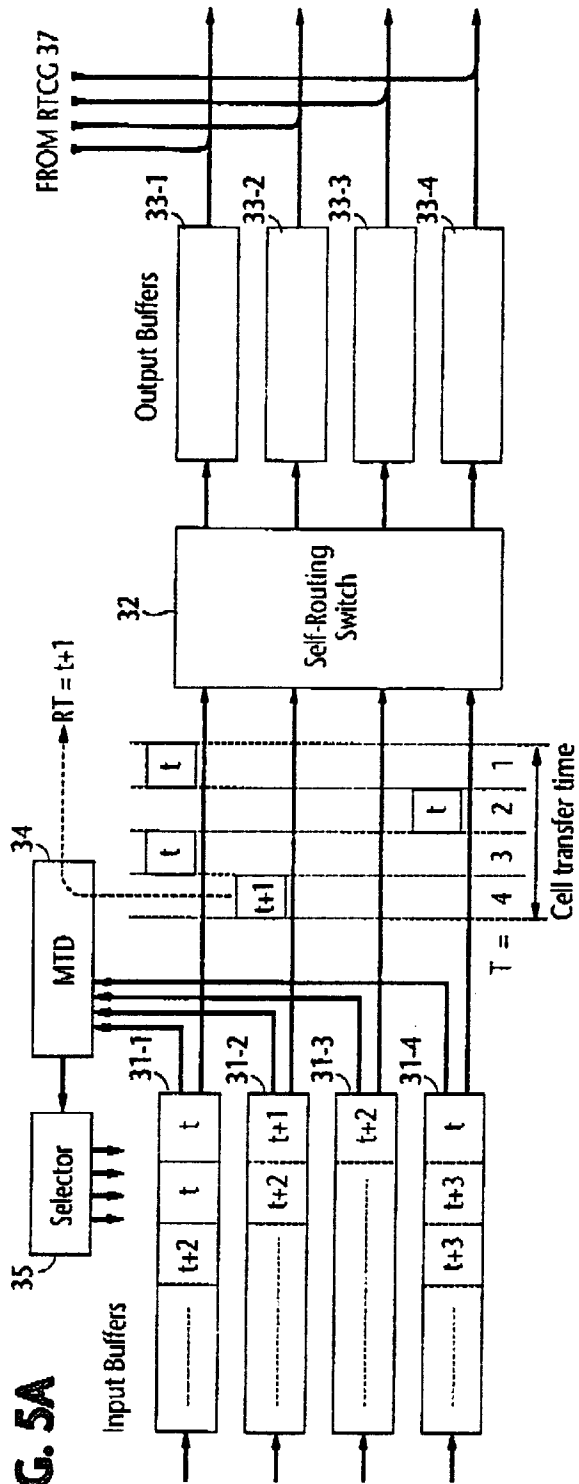 G. 5A
35
Selector
34
MTD
RT = t+1
FROM RTCG 37
Input Buffers
31-1
t+2
t
t
31-2
t+2
t+1
31-3
t+2
31-4
t+3
t+3
t
t+1
t
t
t
T =
4
3
2
1
Cell transfer time
32
Self-Routing
Switch
Output Buffers
33-1
33-2
33-3
33-4